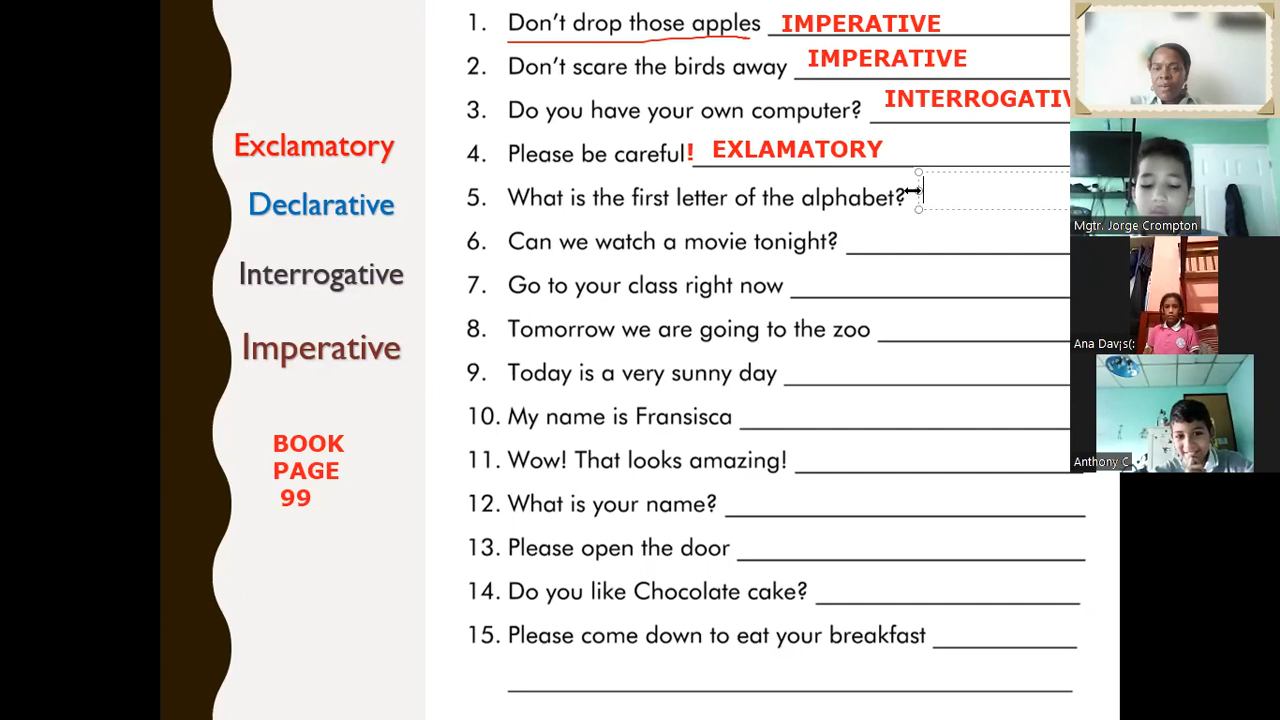 Exclamatory
Declarative
Interrogative
Imperative
BOOK
PAGE
99
1. Don't drop those apples IMPERATIVE
2. Don't scare the birds away IMPERATIVE
3. Do you have your own computer? INTERROGATIV
4. Please be careful! EXLAMATORY
5. What is the first letter of the alphabet?
6. Can we watch a movie tonight?
7. Go to your class right now
8. Tomorrow we are going to the zoo
9. Today is a very sunny day
10. My name is Fransisca
11. Wow! That looks amazing!
12. What is your name?
13. Please open the door
14. Do you like Chocolate cake?
15. Please come down to eat your breakfast
Mgtr. Jorge Crompton
Ana Davis(:
Anthony C